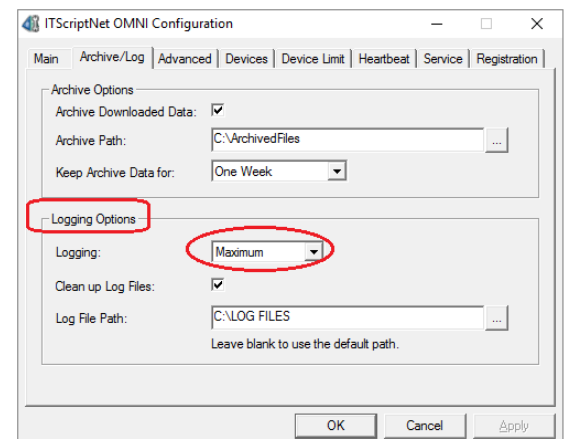 ITScriptNet OMNI Configuration
Main Archive/Log Advanced Devices Device Limit Heartbeat Service Registration
Archive Options
Archive Downloaded Data:
Archive Path: C:\ArchivedFiles ...
Keep Archive Data for: One Week
Logging Options
Logging: Maximum
Clean up Log Files:
Log File Path: C:\LOG FILES ...
Leave blank to use the default path.
OK Cancel Apply